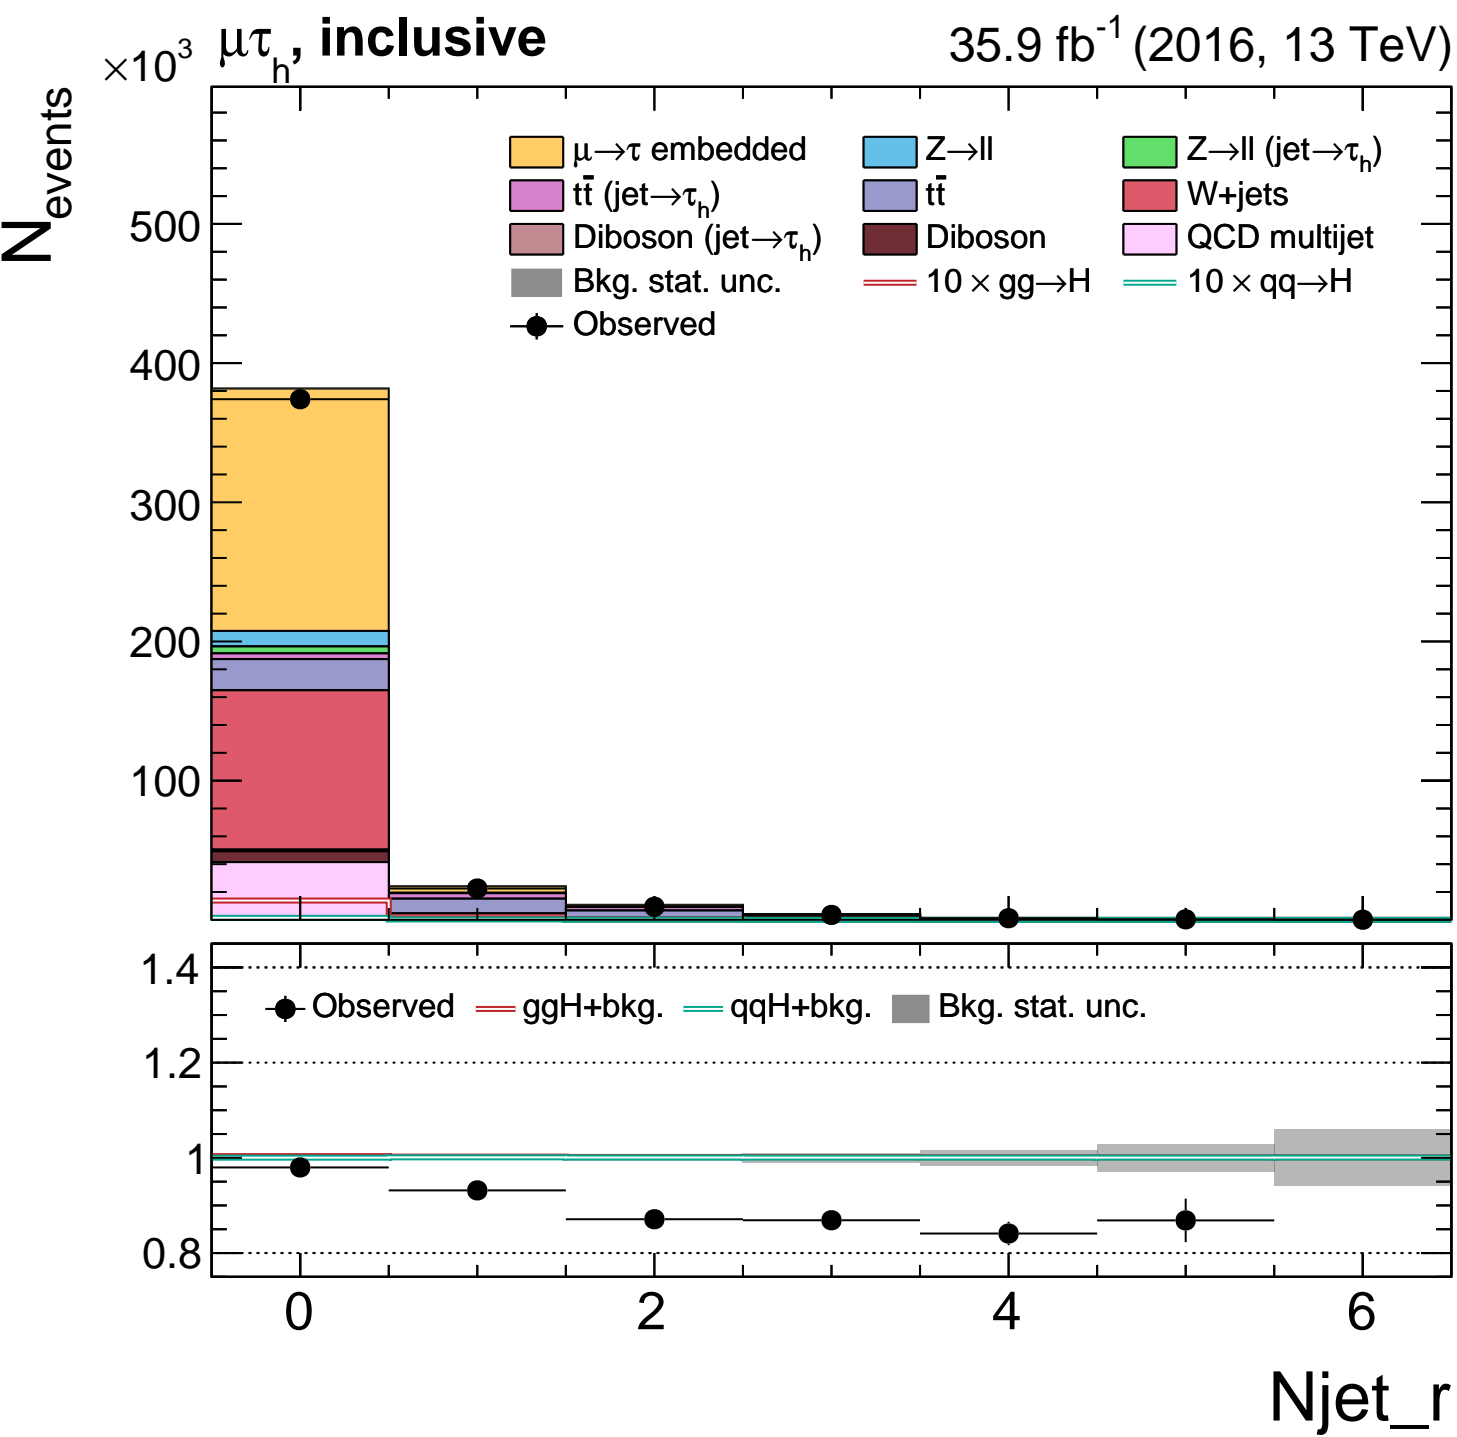 ×10³ μτₕ, inclusive 35.9 fb⁻¹ (2016, 13 TeV)
N_events
μ→τ embedded Z→ll Z→ll (jet→τₕ)
tt̄ (jet→τₕ) tt̄ W+jets
Diboson (jet→τₕ) Diboson QCD multijet
Bkg. stat. unc. 10 × gg→H 10 × qq→H
Observed
500
400
300
200
100
1.4
Observed ggH+bkg. qqH+bkg. Bkg. stat. unc.
1.2
1
0.8
0 2 4 6
Njet_r